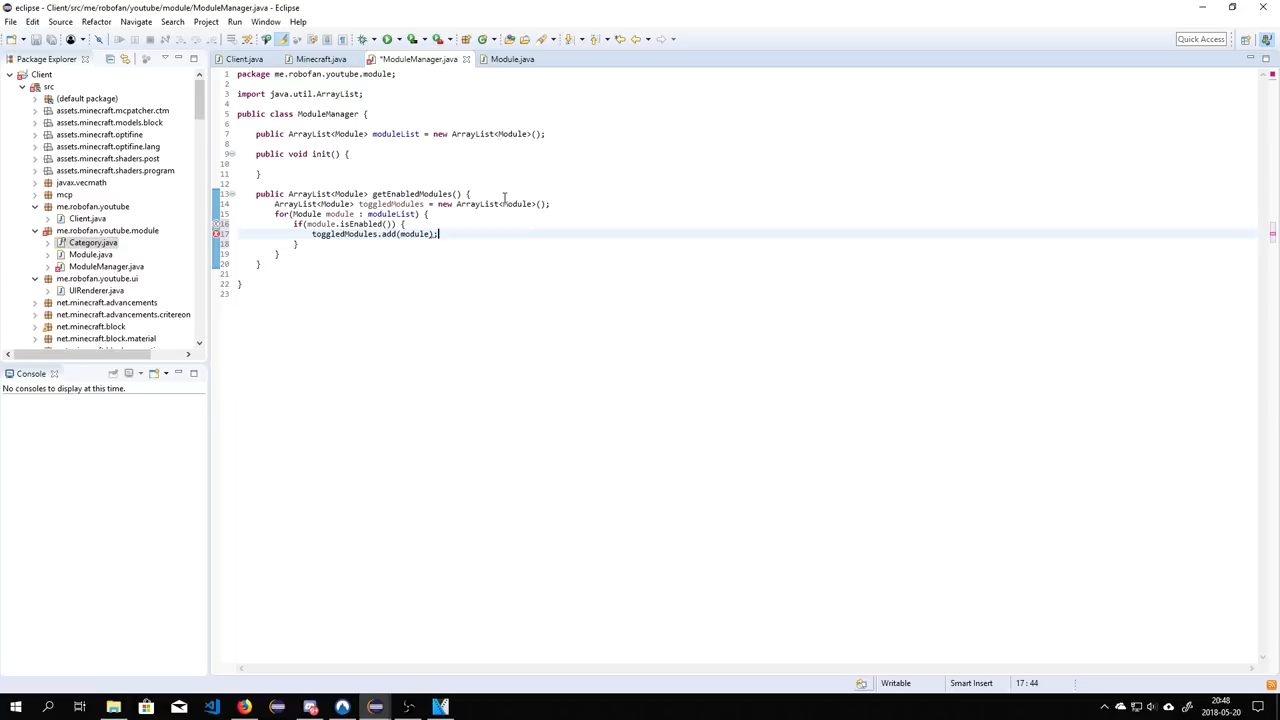 eclipse - Client/src/me/robofan/youtube/module/ModuleManager.java - Eclipse
File Edit Source Refactor Navigate Search Project Run Window Help
Quick Access
Package Explorer
Client.java Minecraft.java *ModuleManager.java Module.java
Client
src
(default package)
assets.minecraft.mcpatcher.ctm
assets.minecraft.models.block
assets.minecraft.optifine
assets.minecraft.optifine.lang
assets.minecraft.shaders.post
assets.minecraft.shaders.program
javax.vecmath
mcp
me.robofan.youtube
Client.java
me.robofan.youtube.module
Category.java
Module.java
ModuleManager.java
me.robofan.youtube.ui
UIRenderer.java
net.minecraft.advancements
net.minecraft.advancements.critereon
net.minecraft.block
net.minecraft.block.material
Console
No consoles to display at this time.
1 package me.robofan.youtube.module;
2
3 import java.util.ArrayList;
4
5 public class ModuleManager {
6
7 public ArrayList<Module> moduleList = new ArrayList<Module>();
8
9 public void init() {
10
11 }
12
13 public ArrayList<Module> getEnabledModules() {
14 ArrayList<Module> toggledModules = new ArrayList<Module>();
15 for(Module module : moduleList) {
16 if(module.isEnabled()) {
17 toggledModules.add(module);
18 }
19 }
20 }
21
22 }
23
Writable Smart Insert 17 : 44
20:48
2018-05-20